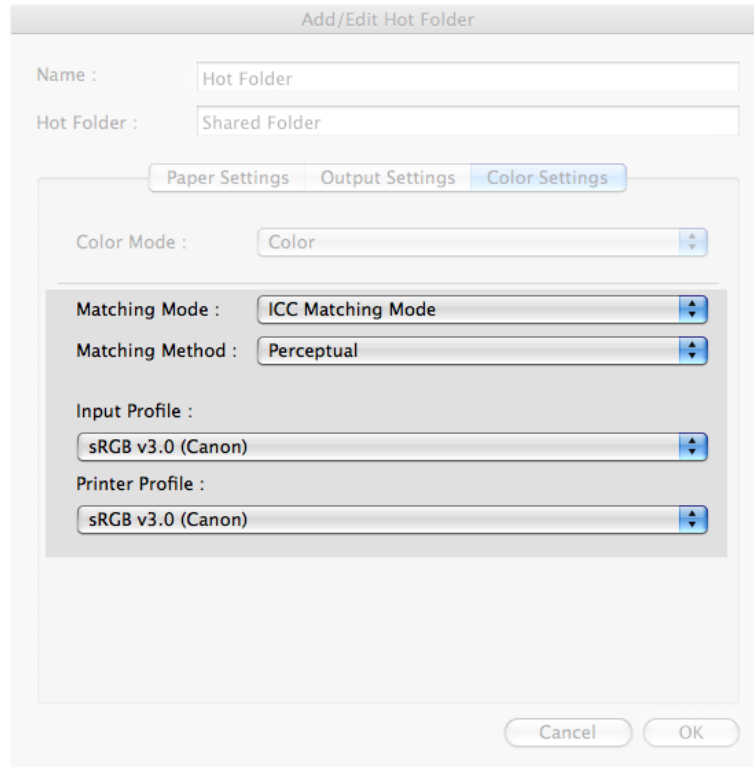 Add/Edit Hot Folder
Name : Hot Folder
Hot Folder : Shared Folder
Paper Settings Output Settings Color Settings
Color Mode : Color
Matching Mode : ICC Matching Mode
Matching Method : Perceptual
Input Profile :
sRGB v3.0 (Canon)
Printer Profile :
sRGB v3.0 (Canon)
Cancel OK